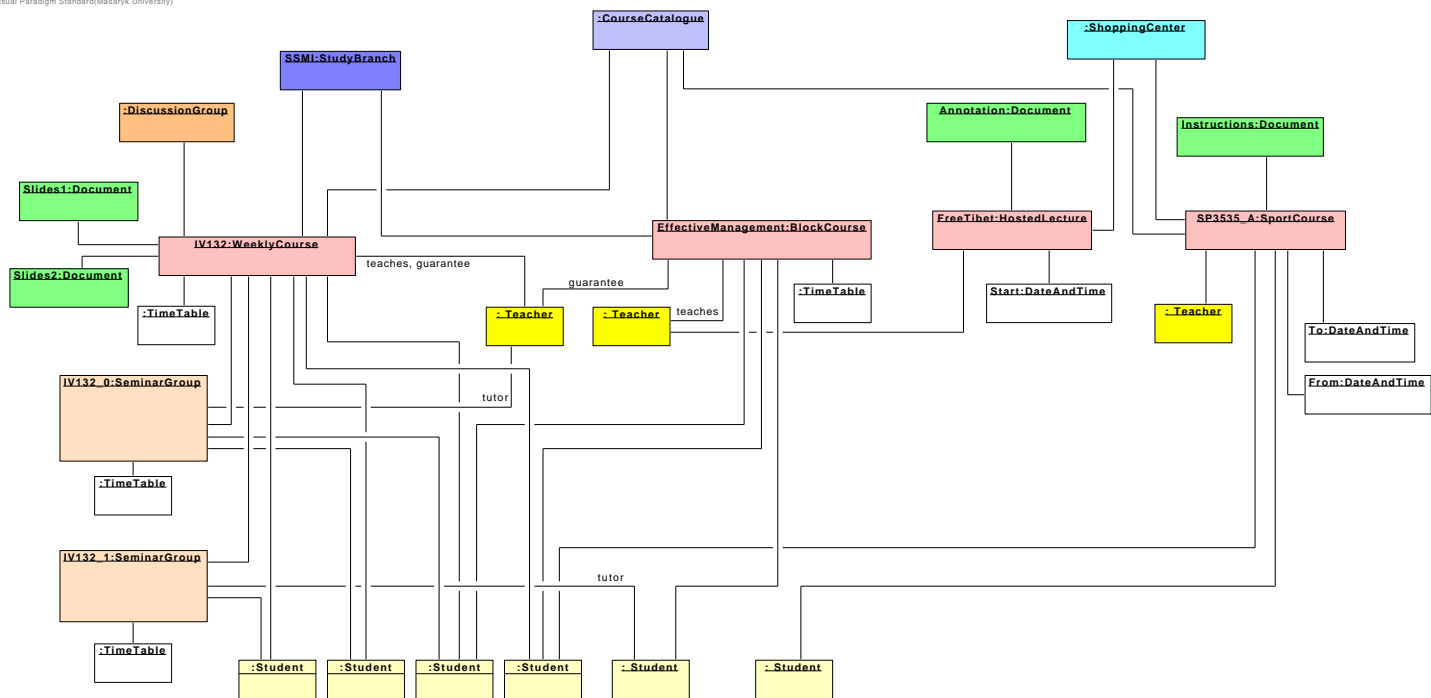 Visual Paradigm Standard(Masaryk University)
:CourseCatalogue
:ShoppingCenter
SSMI:StudyBranch
:DiscussionGroup
Annotation:Document
Instructions:Document
Slides1:Document
IV132:WeeklyCourse
EffectiveManagement:BlockCourse
FreeTibet:HostedLecture
SP3535_A:SportCourse
Slides2:Document
teaches, guarantee
guarantee
:TimeTable
Start:DateAndTime
:TimeTable
: Teacher
: Teacher
teaches
: Teacher
To:DateAndTime
IV132_0:SeminarGroup
From:DateAndTime
tutor
:TimeTable
IV132_1:SeminarGroup
tutor
:TimeTable
:Student
:Student
:Student
:Student
: Student
: Student